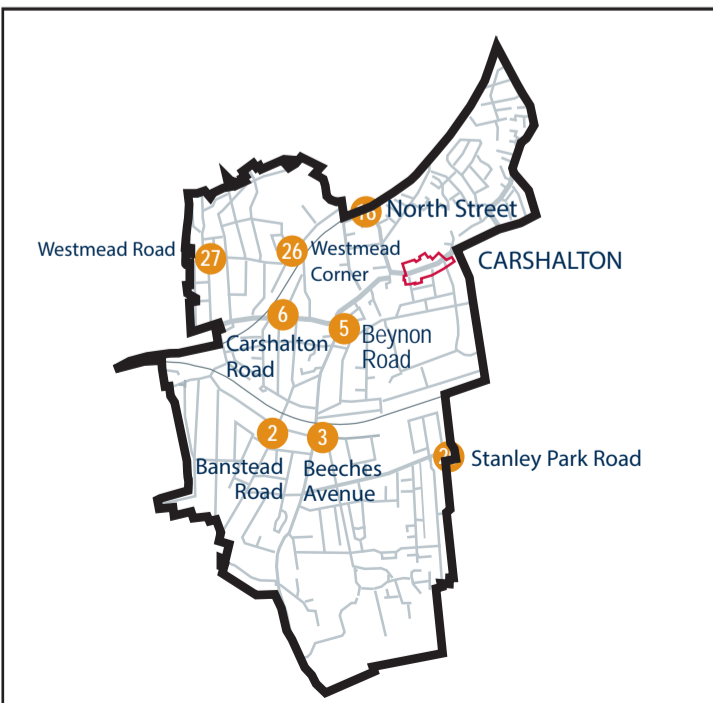 North Street
Westmead Road
27
26
Westmead
Corner
CARSHALTON
6
5
Carshalton
Road
Beynon
Road
2
3
Banstead
Road
Beeches
Avenue
Stanley Park Road